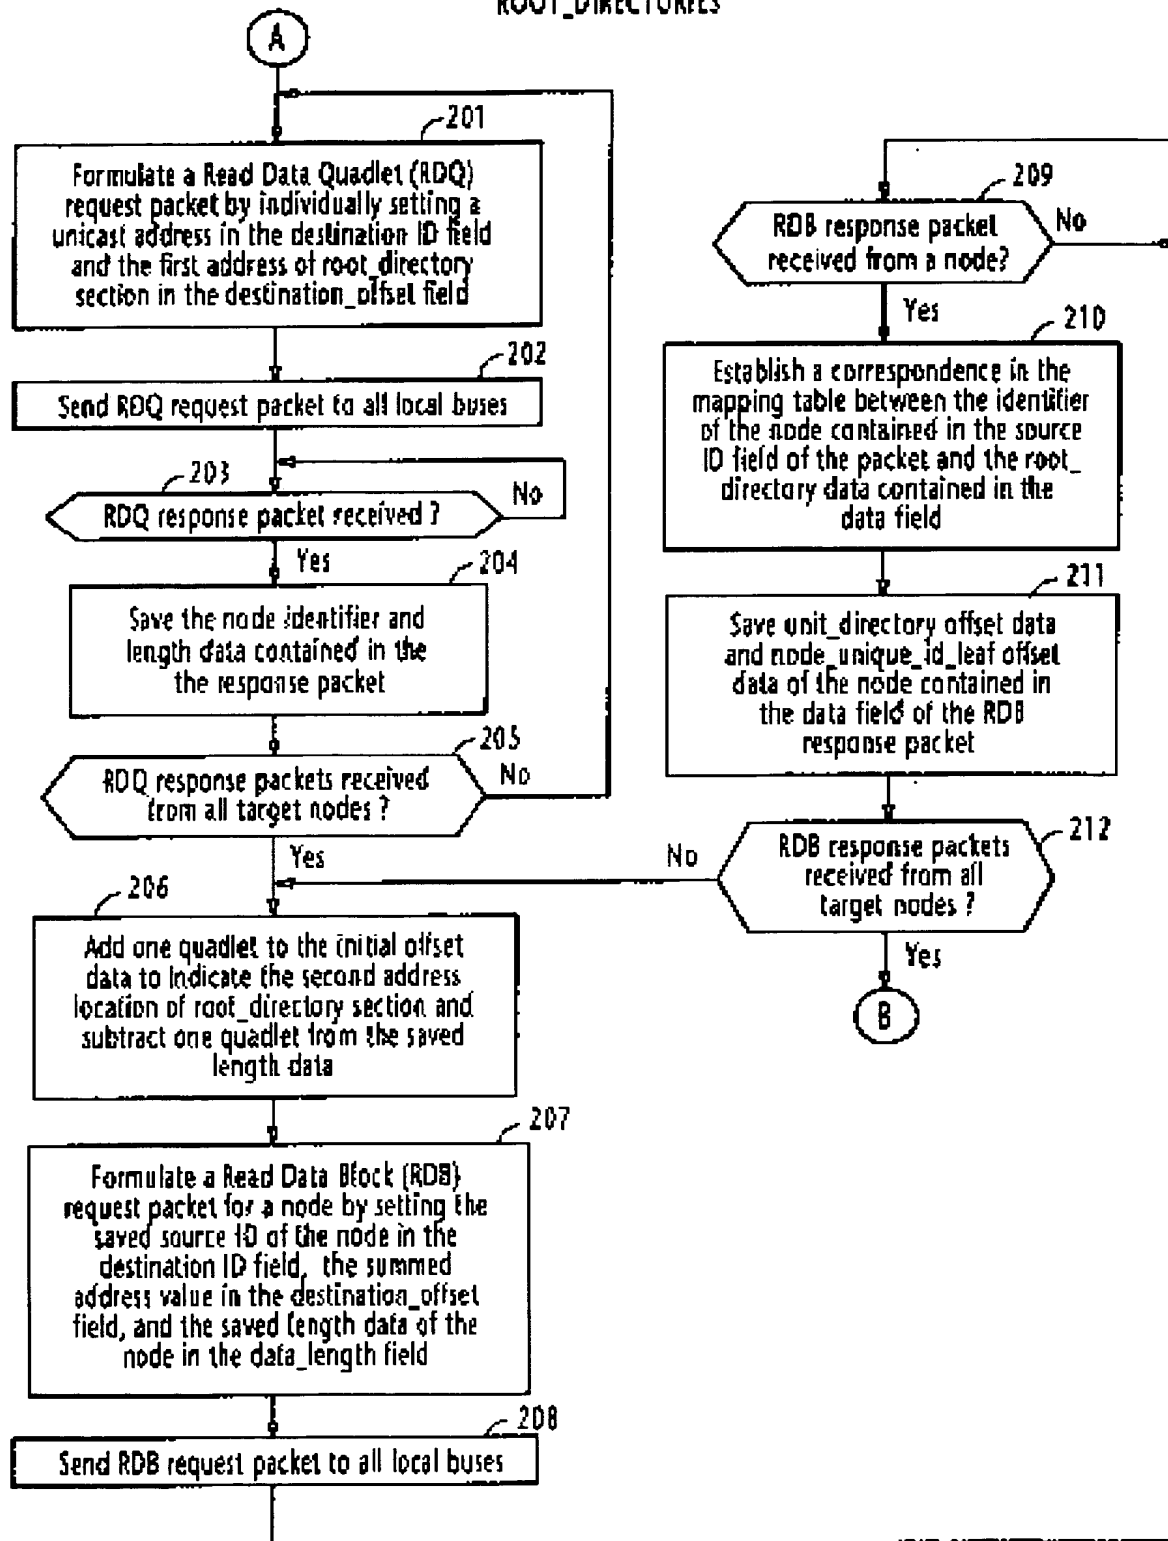 ROOT_DIRECTORIES
A
201
Formulate a Read Data Quadlet (RDQ)
request packet by individually setting a
unicast address in the destination ID field
and the first address of root_directory
section in the destination_offset field
202
Send RDQ request packet to all local buses
203
RDQ response packet received ?
No
Yes
204
Save the node identifier and
length data contained in the
the response packet
205
RDQ response packets received
from all target nodes ?
No
Yes
206
Add one quadlet to the initial offset
data to indicate the second address
location of root_directory section and
subtract one quadlet from the saved
length data
207
Formulate a Read Data Block (RDB)
request packet for a node by setting the
saved source ID of the node in the
destination ID field, the summed
address value in the destination_offset
field, and the saved length data of the
node in the data_length field
208
Send RDB request packet to all local buses
209
RDB response packet
received from a node?
No
Yes
210
Establish a correspondence in the
mapping table between the identifier
of the node contained in the source
ID field of the packet and the root_
directory data contained in the
data field
211
Save unit_directory offset data
and node_unique_id_leaf offset
data of the node contained in
the data field of the RDB
response packet
212
RDB response packets
received from all
target nodes ?
No
Yes
B